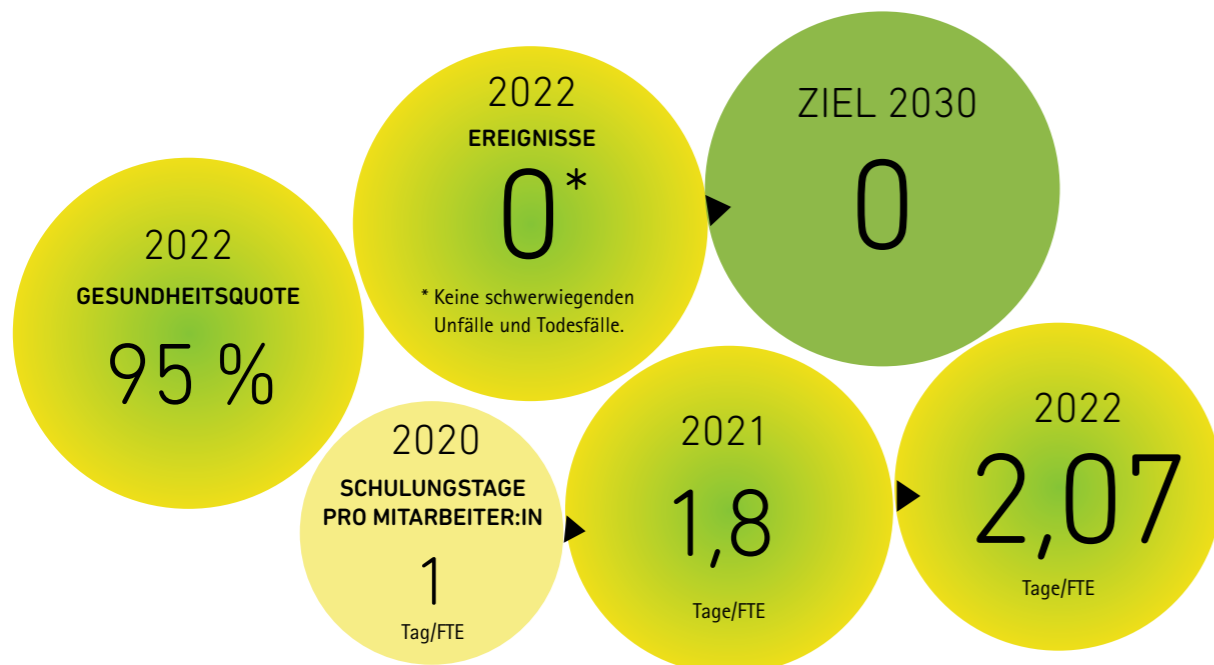 2022
EREIGNISSE
0*
* Keine schwerwiegenden
Unfälle und Todesfälle.
ZIEL 2030
0
2022
GESUNDHEITSQUOTE
95 %
2020
SCHULUNGSTAGE
PRO MITARBEITER:IN
1
Tag/FTE
2021
1,8
Tage/FTE
2022
2,07
Tage/FTE